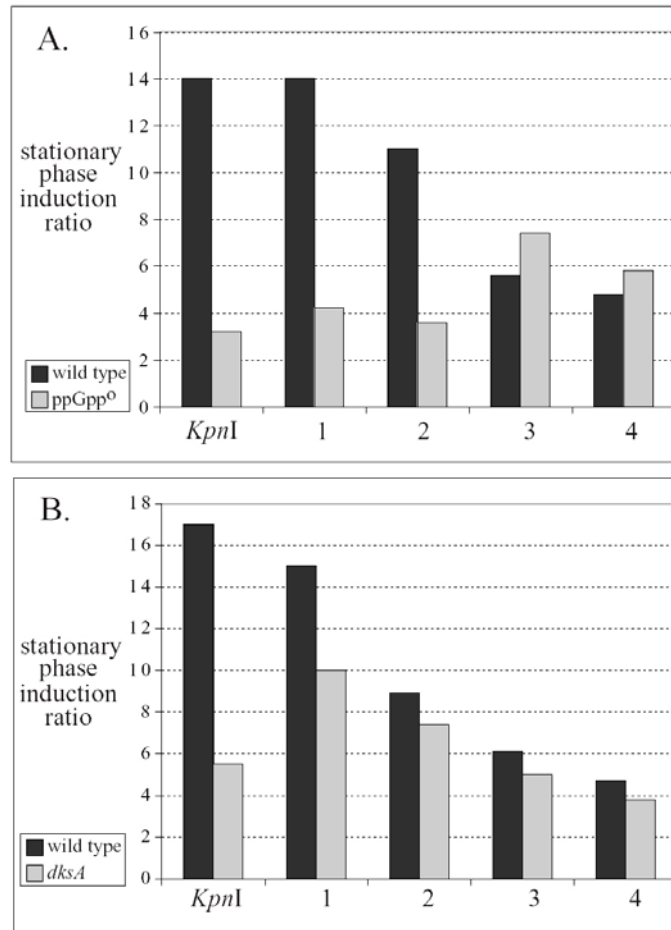 A.
16
14
12
10
8
6
4
2
0
stationary
phase
induction
ratio
wild type
ppGppº
KpnI 1 2 3 4
B.
18
16
14
12
10
8
6
4
2
0
stationary
phase
induction
ratio
wild type
dksA
KpnI 1 2 3 4